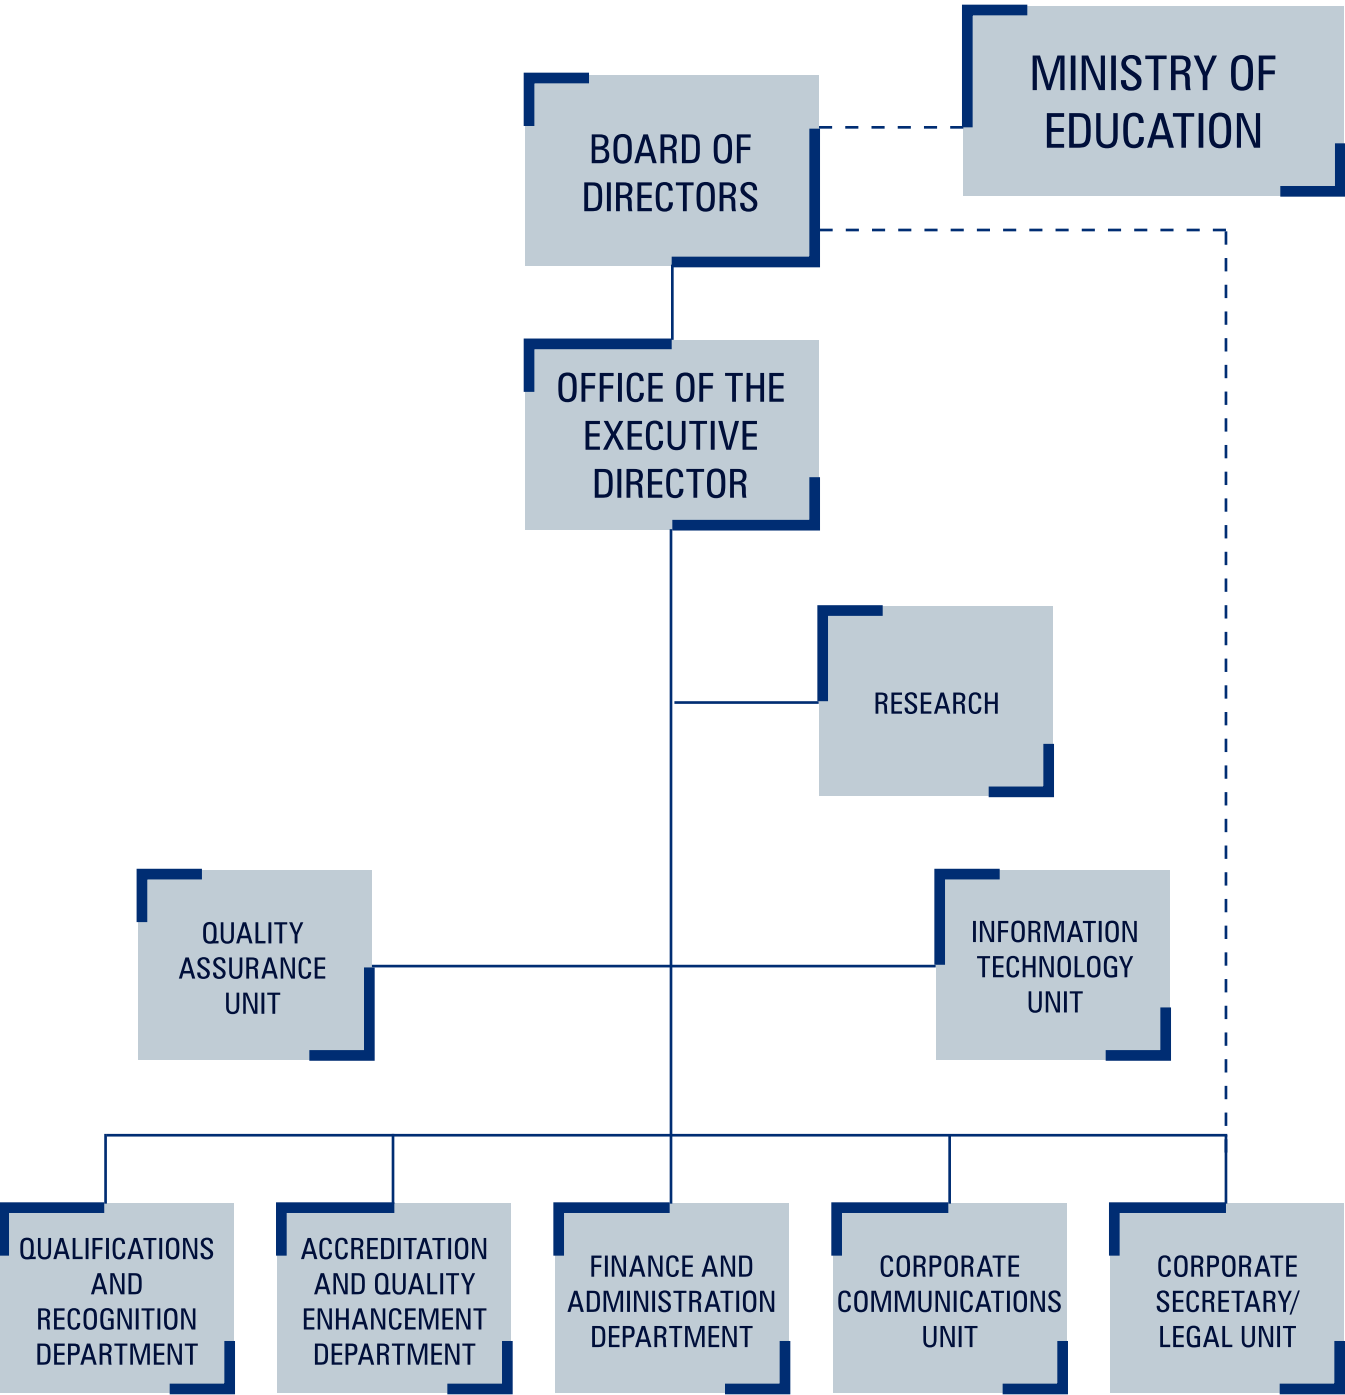 MINISTRY OF
EDUCATION
BOARD OF
DIRECTORS
OFFICE OF THE
EXECUTIVE
DIRECTOR
RESEARCH
QUALITY
ASSURANCE
UNIT
INFORMATION
TECHNOLOGY
UNIT
QUALIFICATIONS
AND
RECOGNITION
DEPARTMENT
ACCREDITATION
AND QUALITY
ENHANCEMENT
DEPARTMENT
FINANCE AND
ADMINISTRATION
DEPARTMENT
CORPORATE
COMMUNICATIONS
UNIT
CORPORATE
SECRETARY/
LEGAL UNIT